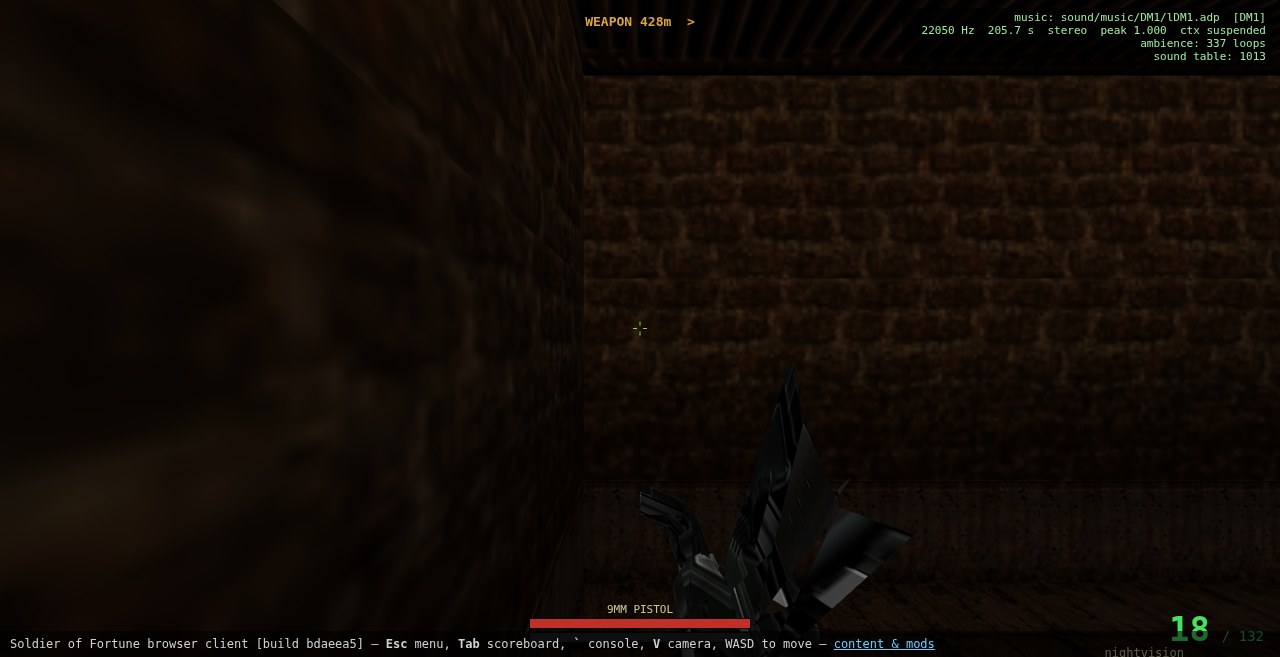 WEAPON 428m  >
music: sound/music/DM1/lDM1.adp  [DM1]
22050 Hz  205.7 s  stereo  peak 1.000  ctx suspended
ambience: 337 loops
sound table: 1013
9MM PISTOL
18 / 132
Soldier of Fortune browser client [build bdaeea5] — Esc menu, Tab scoreboard, ` console, V camera, WASD to move — content & mods
nightvision